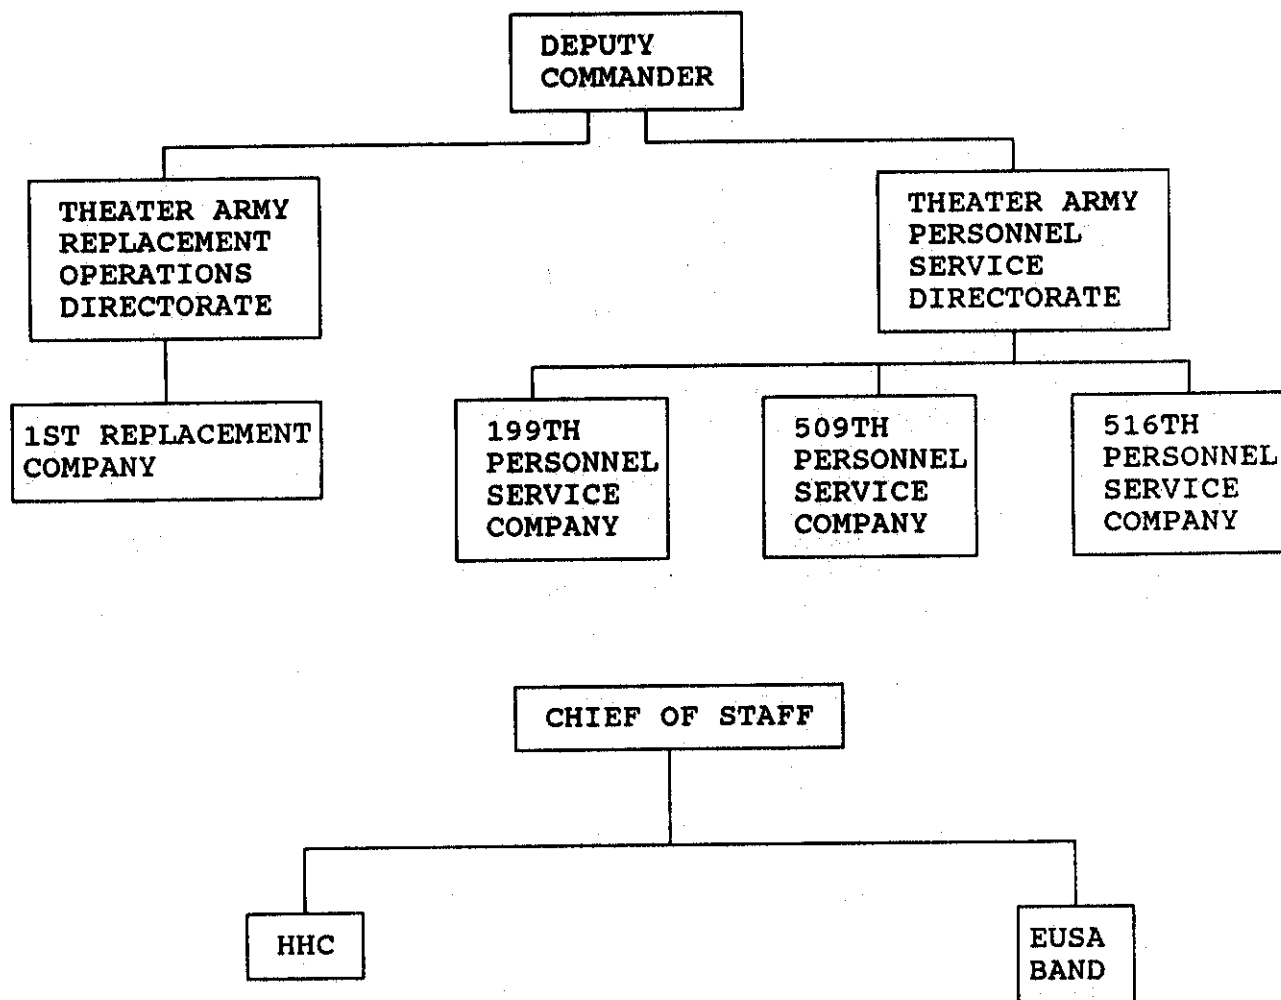 DEPUTY
COMMANDER
THEATER ARMY
REPLACEMENT
OPERATIONS
DIRECTORATE
THEATER ARMY
PERSONNEL
SERVICE
DIRECTORATE
1ST REPLACEMENT
COMPANY
199TH
PERSONNEL
SERVICE
COMPANY
509TH
PERSONNEL
SERVICE
COMPANY
516TH
PERSONNEL
SERVICE
COMPANY
CHIEF OF STAFF
HHC
EUSA
BAND